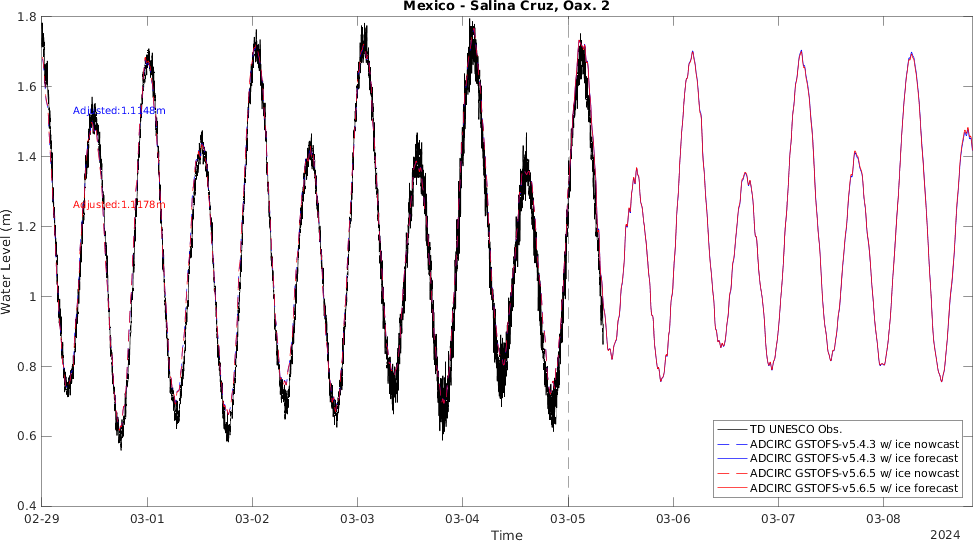 Mexico - Salina Cruz, Oax. 2
1.8
1.6
1.4
1.2
1
0.8
0.6
0.4
Water Level (m)
Adjusted:1.1148m
Adjusted:1.1178m
TD UNESCO Obs.
ADCIRC GSTOFS-v5.4.3 w/ ice nowcast
ADCIRC GSTOFS-v5.4.3 w/ ice forecast
ADCIRC GSTOFS-v5.6.5 w/ ice nowcast
ADCIRC GSTOFS-v5.6.5 w/ ice forecast
02-29 03-01 03-02 03-03 03-04 03-05 03-06 03-07 03-08
Time
2024